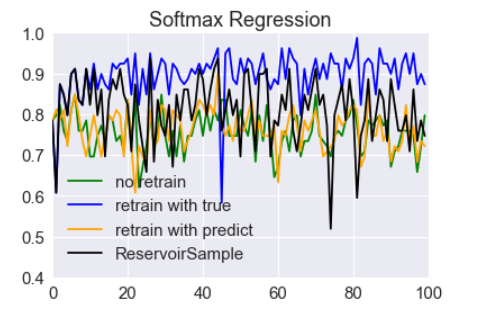 Softmax Regression
1.0
0.9
0.8
0.7
0.6
0.5
0.4
no retrain
retrain with true
retrain with predict
ReservoirSample
0 20 40 60 80 100